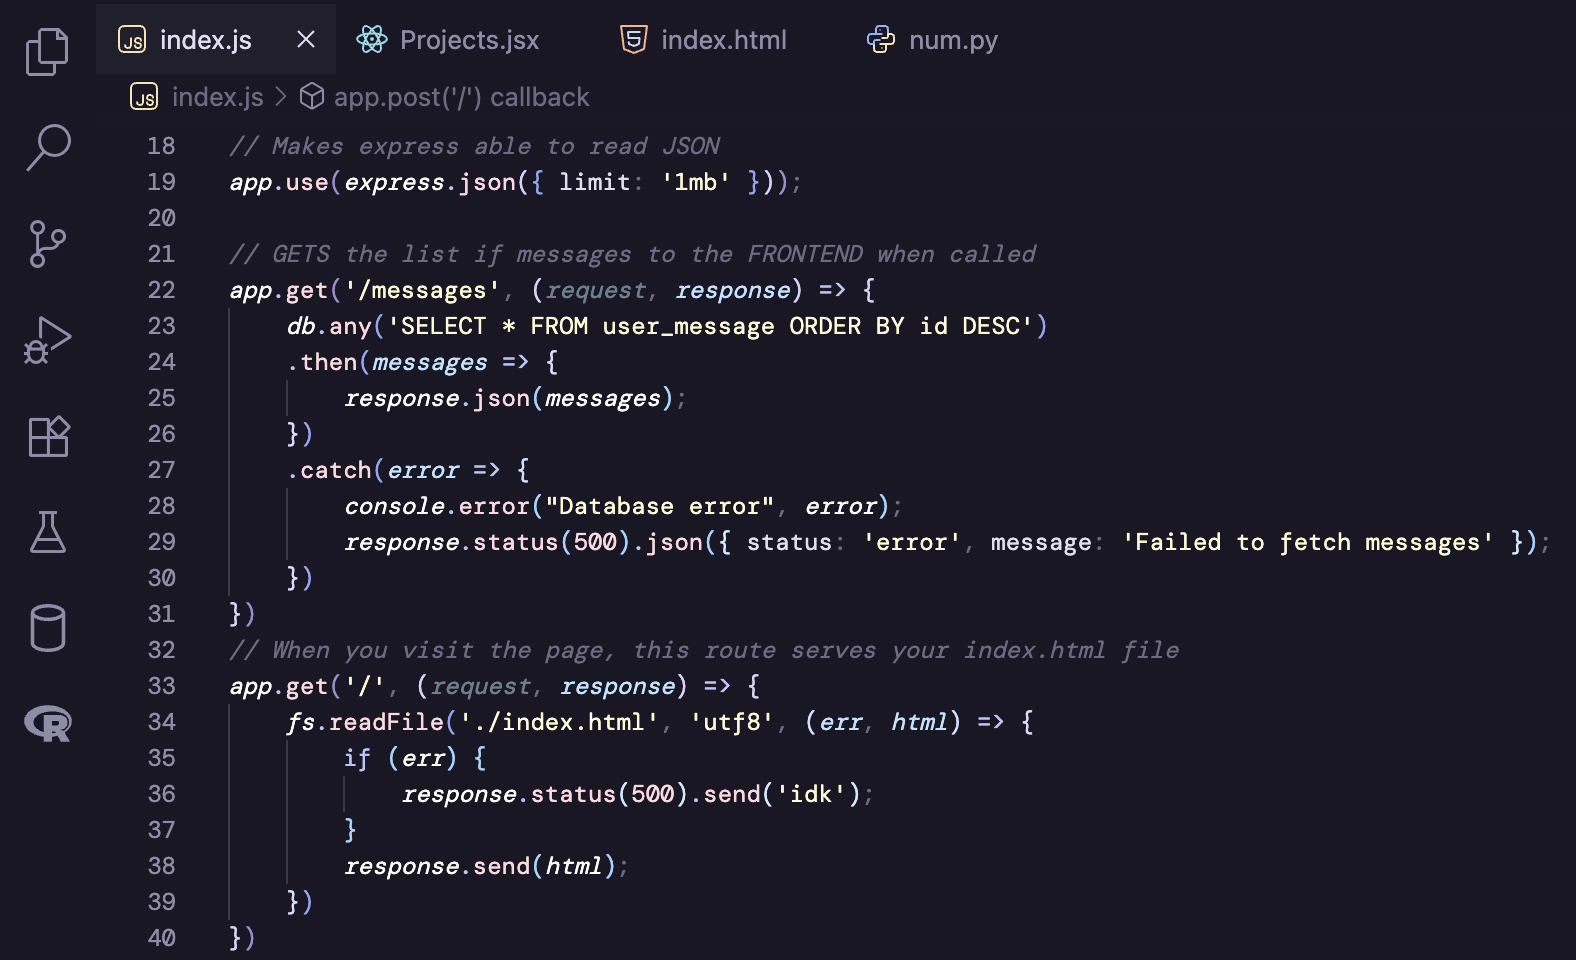 JS index.js × Projects.jsx 5 index.html num.py
JS index.js > app.post('/') callback
18 // Makes express able to read JSON
19 app.use(express.json({ limit: '1mb' }));
20
21 // GETS the list if messages to the FRONTEND when called
22 app.get('/messages', (request, response) => {
23     db.any('SELECT * FROM user_message ORDER BY id DESC')
24     .then(messages => {
25         response.json(messages);
26     })
27     .catch(error => {
28         console.error("Database error", error);
29         response.status(500).json({ status: 'error', message: 'Failed to fetch messages' });
30     })
31 })
32 // When you visit the page, this route serves your index.html file
33 app.get('/', (request, response) => {
34     fs.readFile('./index.html', 'utf8', (err, html) => {
35         if (err) {
36             response.status(500).send('idk');
37         }
38         response.send(html);
39     })
40 })
R